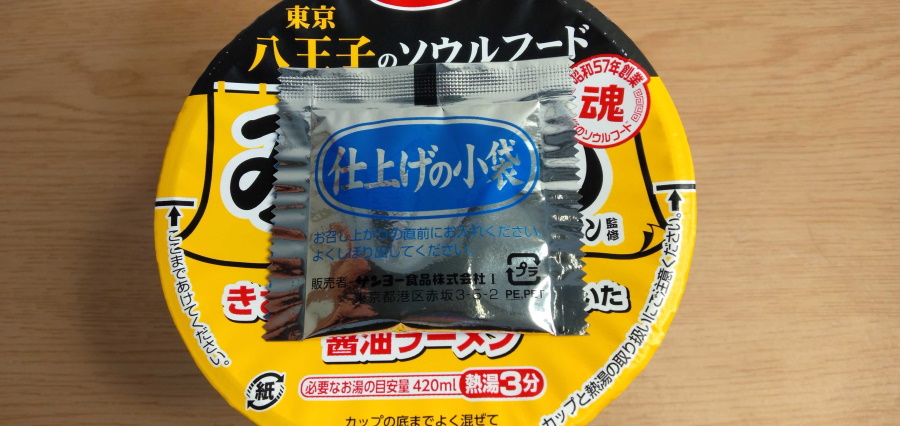 東京
八王子のソウルフード
昭和57年創業
魂
のソウルフード
仕上げの小袋
お召し上がりの直前にお入れください。
よくしぼり出してください。
販売者 サンヨー食品株式会社 I
東京都港区赤坂3-5-2 PE,PET
プラ
監修
ここまであけてください。
カップと熱湯の取り扱いにご注意ください。
醤油ラーメン
紙
必要なお湯の目安量 420ml 熱湯3分
カップの底までよく混ぜて